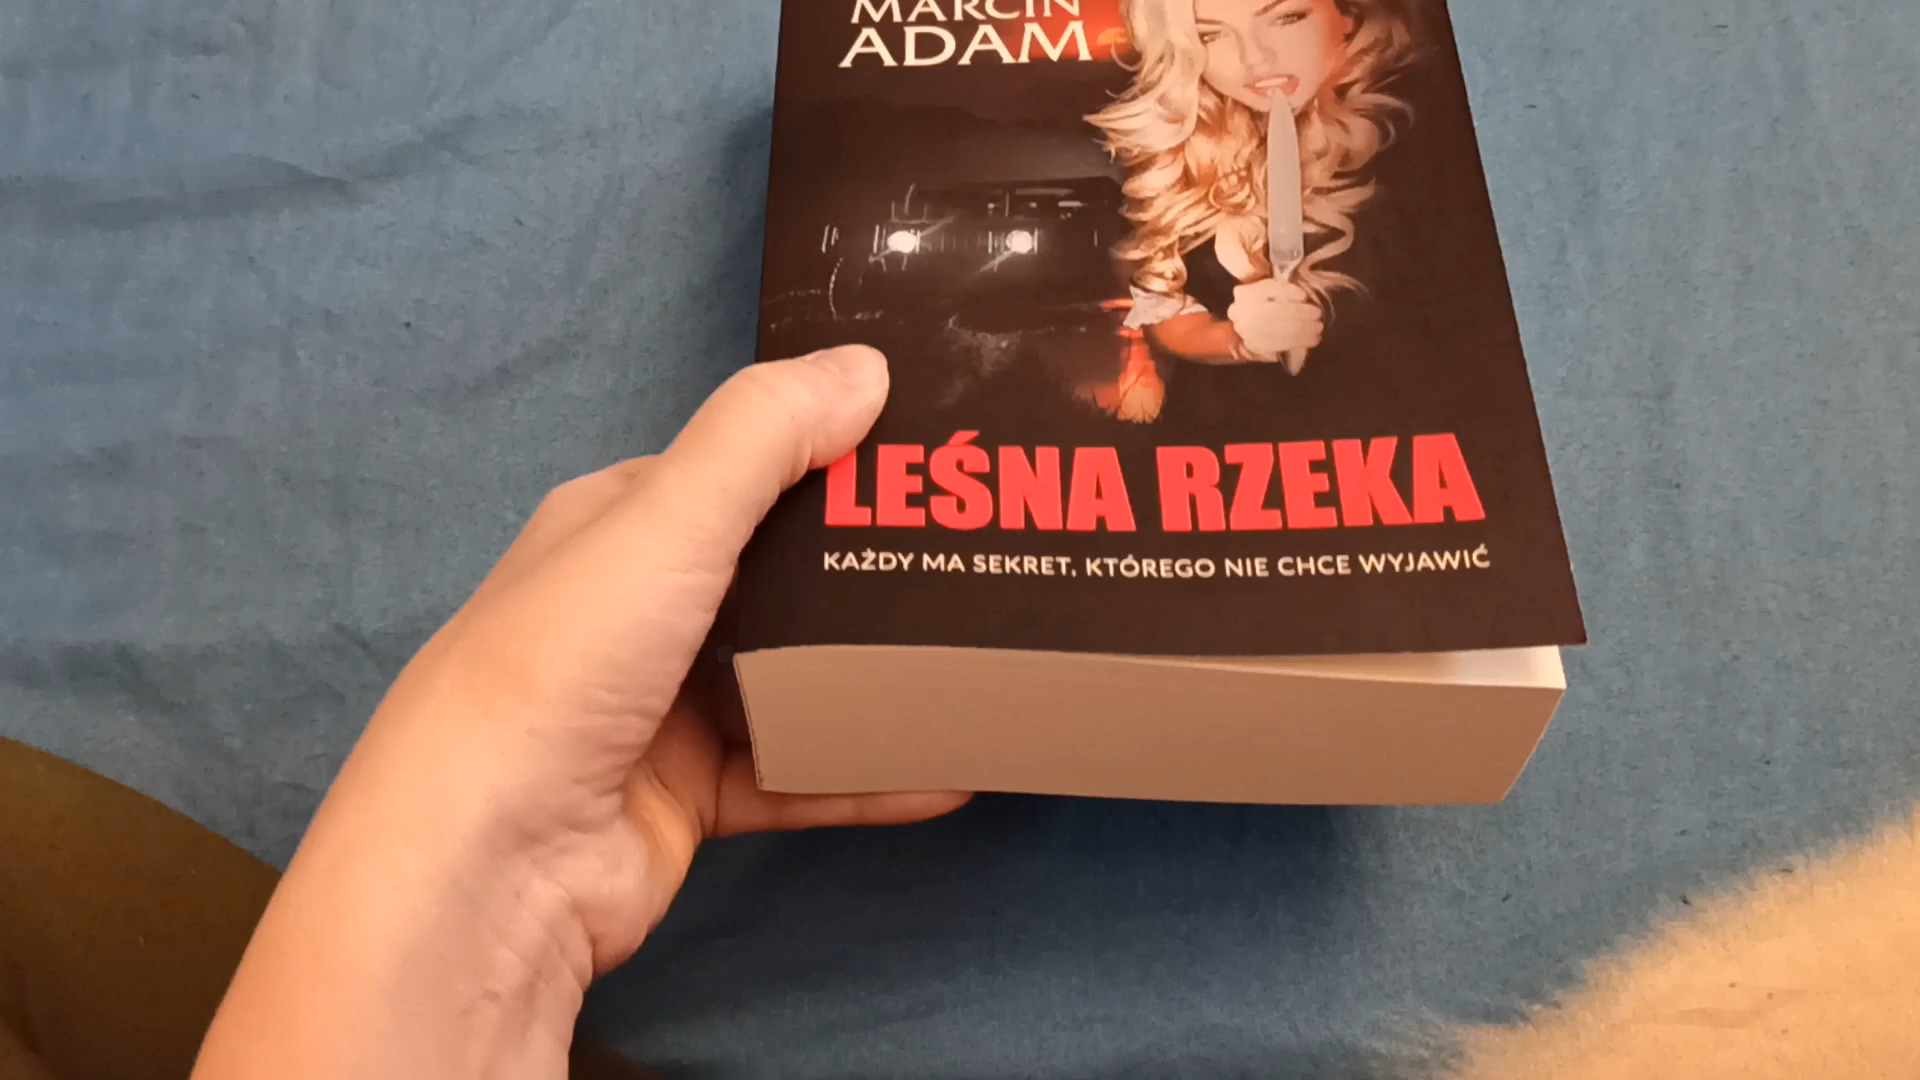 MARCIN
ADAM
LEŚNA RZEKA
KAŻDY MA SEKRET, KTÓREGO NIE CHCE WYJAWIĆ